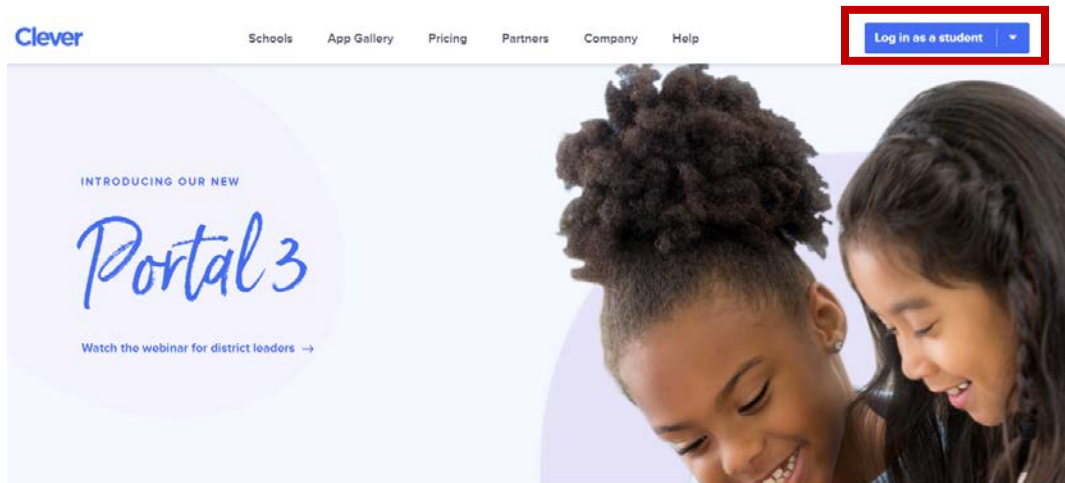 Clever
Schools App Gallery Pricing Partners Company Help
Log in as a student
INTRODUCING OUR NEW
Portal 3
Watch the webinar for district leaders →